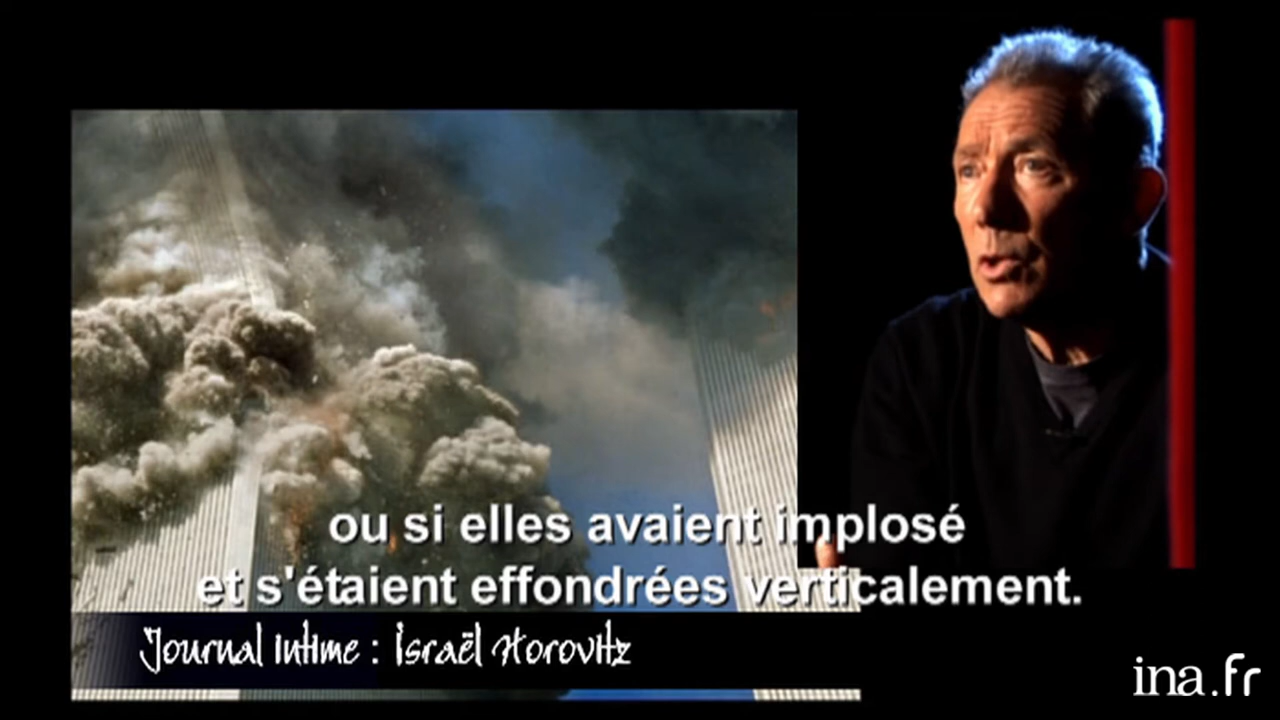 ou si elles avaient implosé
et s'étaient effondrées verticalement.
Journal intime : Israël Horovitz
ina.fr